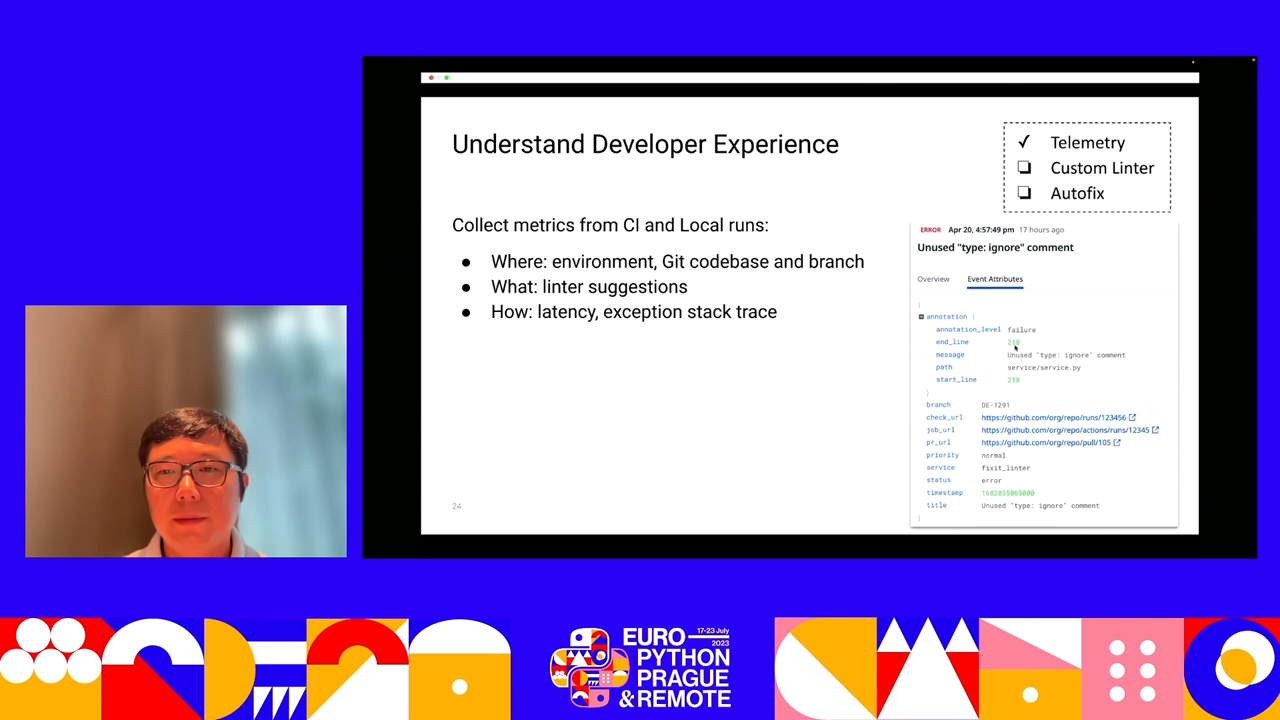 Understand Developer Experience
✓ Telemetry
❏ Custom Linter
❏ Autofix
Collect metrics from CI and Local runs:
● Where: environment, Git codebase and branch
● What: linter suggestions
● How: latency, exception stack trace
24
ERROR Apr 20, 4:57:49 pm 17 hours ago
Unused "type: ignore" comment
Overview Event Attributes
{
annotation {
annotation_level failure
end_line 210
message Unused "type: ignore" comment
path service/service.py
start_line 210
}
branch DE-1291
check_url https://github.com/org/repo/runs/123456
job_url https://github.com/org/repo/actions/runs/12345
pr_url https://github.com/org/repo/pull/105
priority normal
service fixit_linter
status error
timestamp 1682035069000
title Unused "type: ignore" comment
}
EURO 17-23 July
2023
PYTHON
PRAGUE
& REMOTE